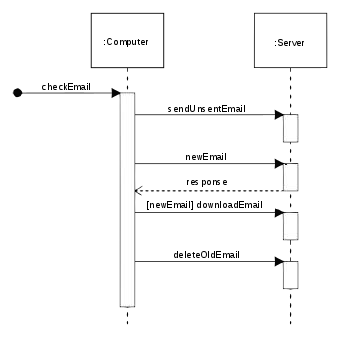 :Computer
:Server
checkEmail
sendUnsentEmail
newEmail
response
[newEmail] downloadEmail
deleteOldEmail